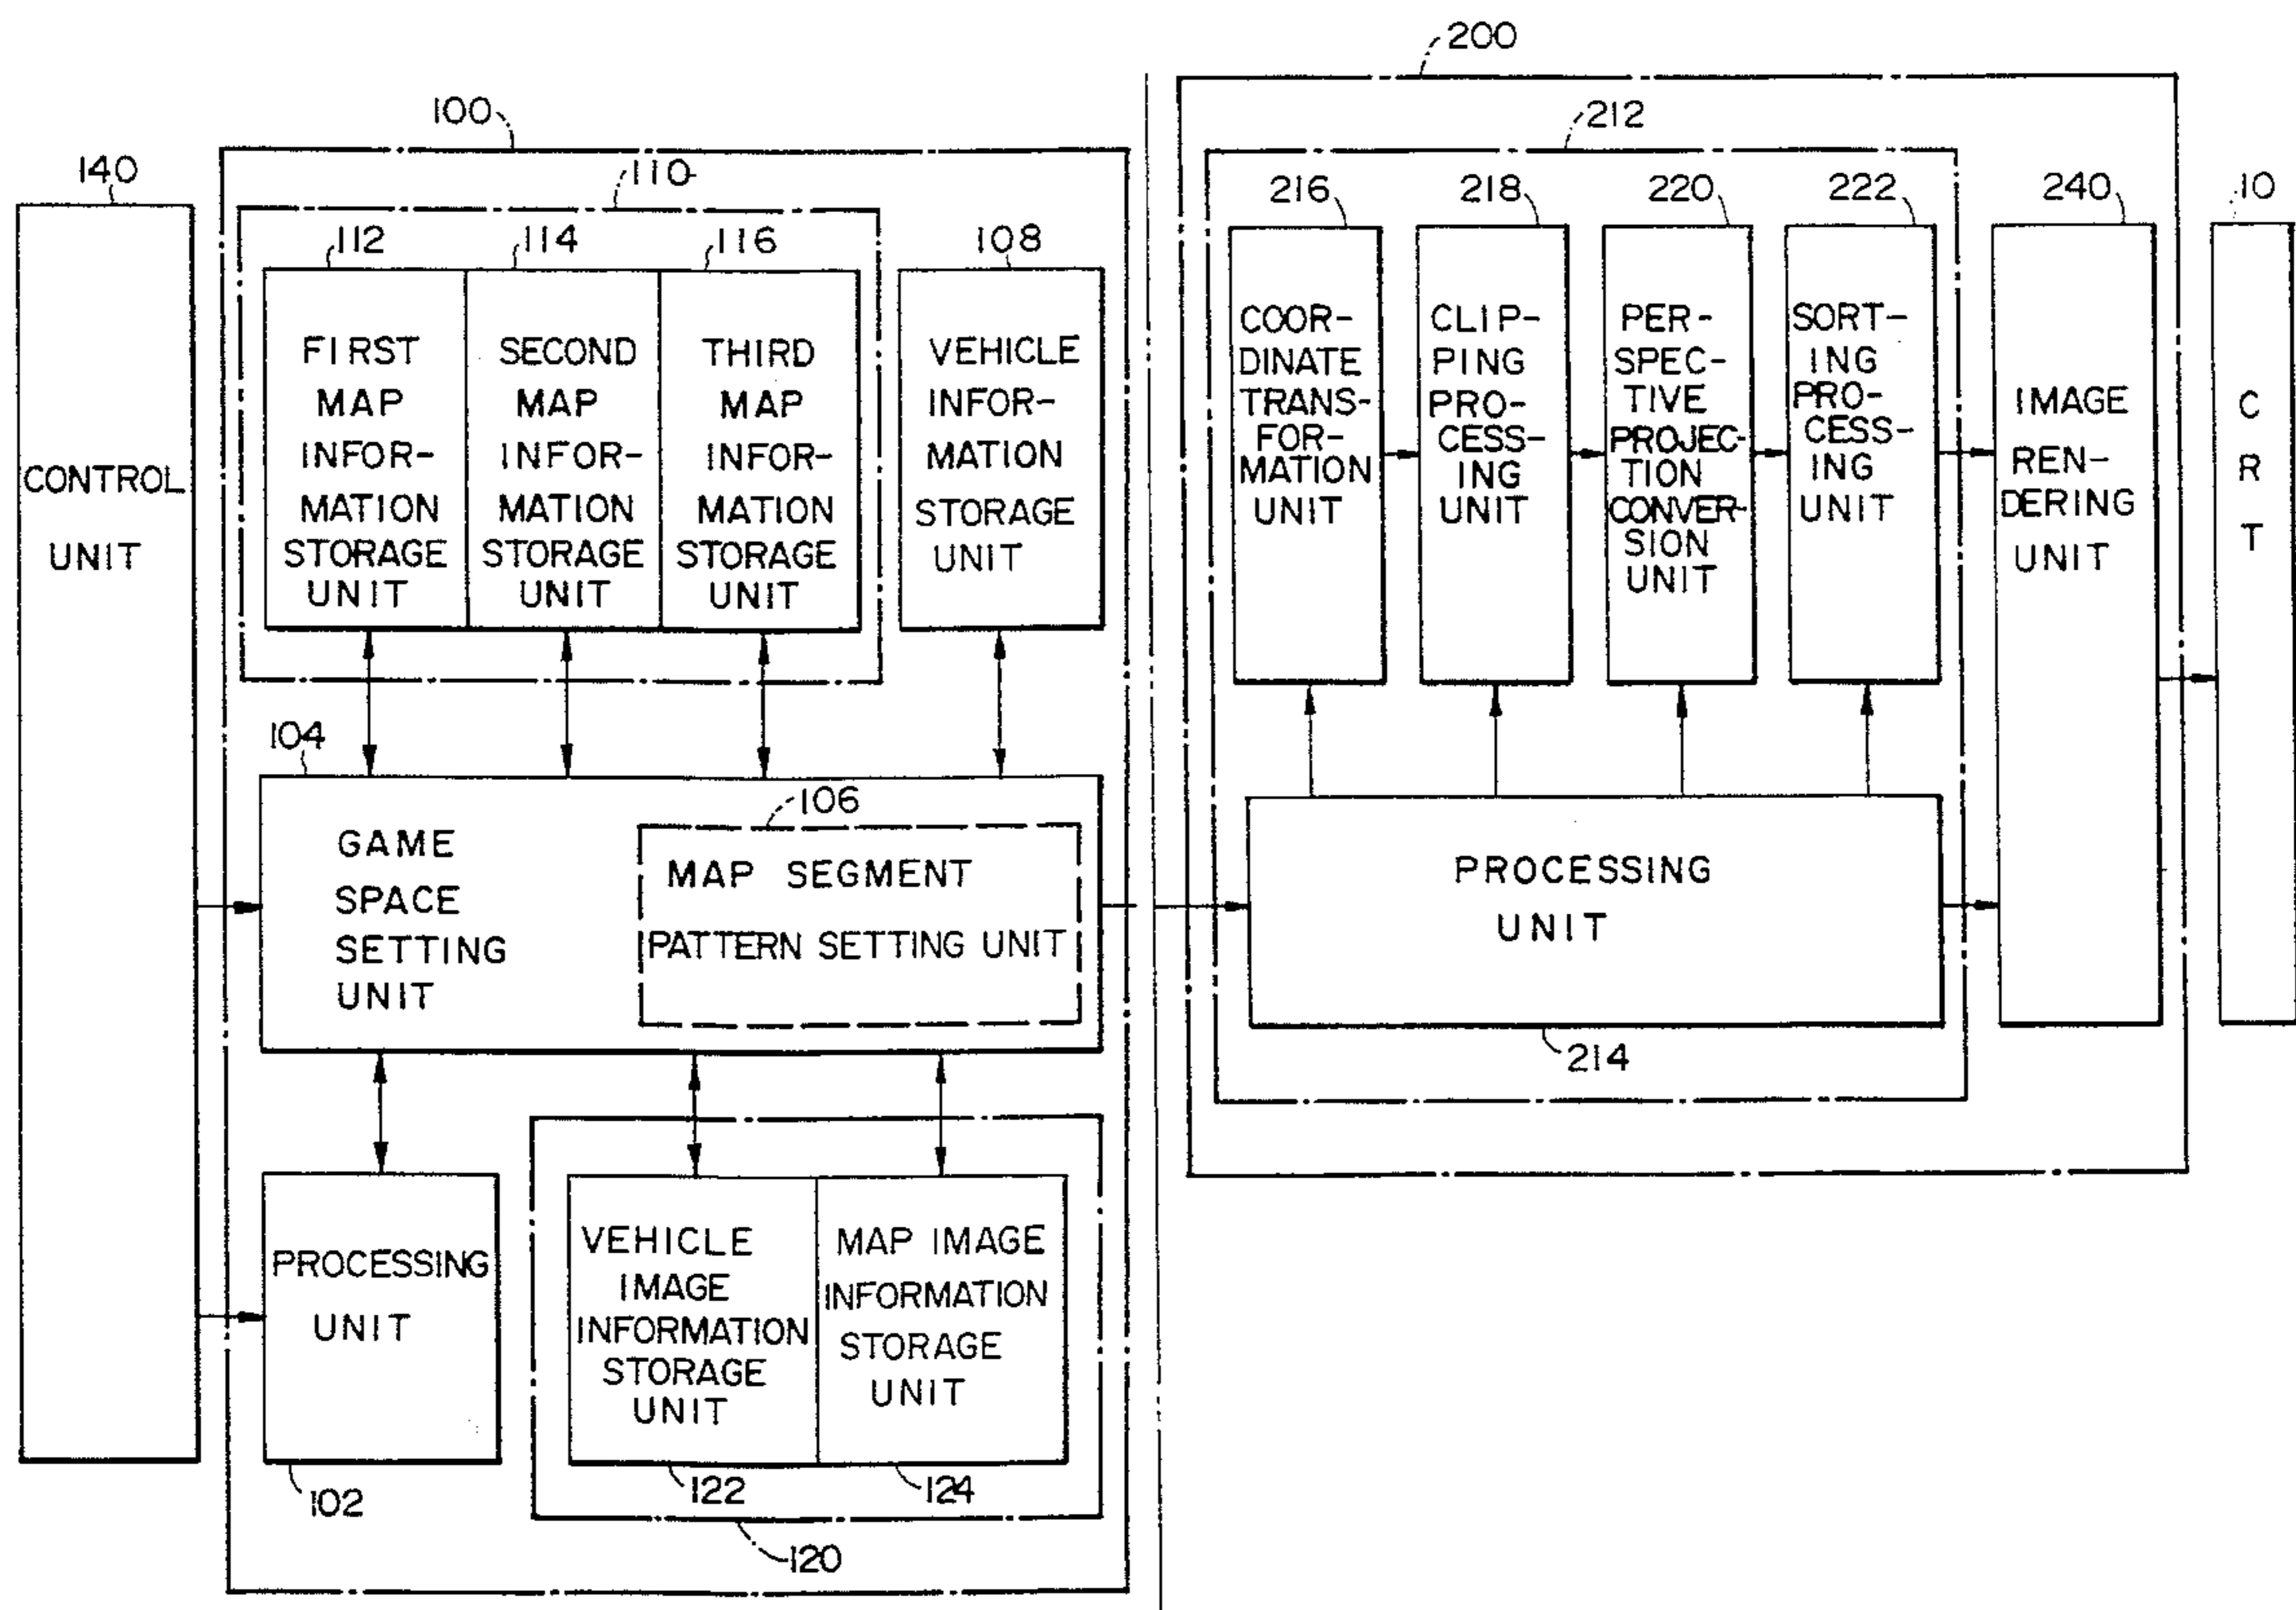 200
100
212
140
110
216
218
220
222
240
10
112
114
116
108
CONTROL
UNIT
FIRST
MAP
INFOR-
MATION
STORAGE
UNIT
SECOND
MAP
INFOR-
MATION
STORAGE
UNIT
THIRD
MAP
INFOR-
MATION
STORAGE
UNIT
VEHICLE
INFOR-
MATION
STORAGE
UNIT
COOR-
DINATE
TRANS-
FOR-
MATION
UNIT
CLIP-
PING
PRO-
CESS-
ING
UNIT
PER-
SPEC-
TIVE
PROJEC-
TION
CONVER-
SION
UNIT
SORT-
ING
PRO-
CESS-
ING
UNIT
IMAGE
REN-
DERING
UNIT
C
R
T
104
106
GAME
SPACE
SETTING
UNIT
MAP SEGMENT
PATTERN SETTING UNIT
PROCESSING
UNIT
214
PROCESSING
UNIT
VEHICLE
IMAGE
INFORMATION
STORAGE
UNIT
MAP IMAGE
INFORMATION
STORAGE
UNIT
102
122
124
120